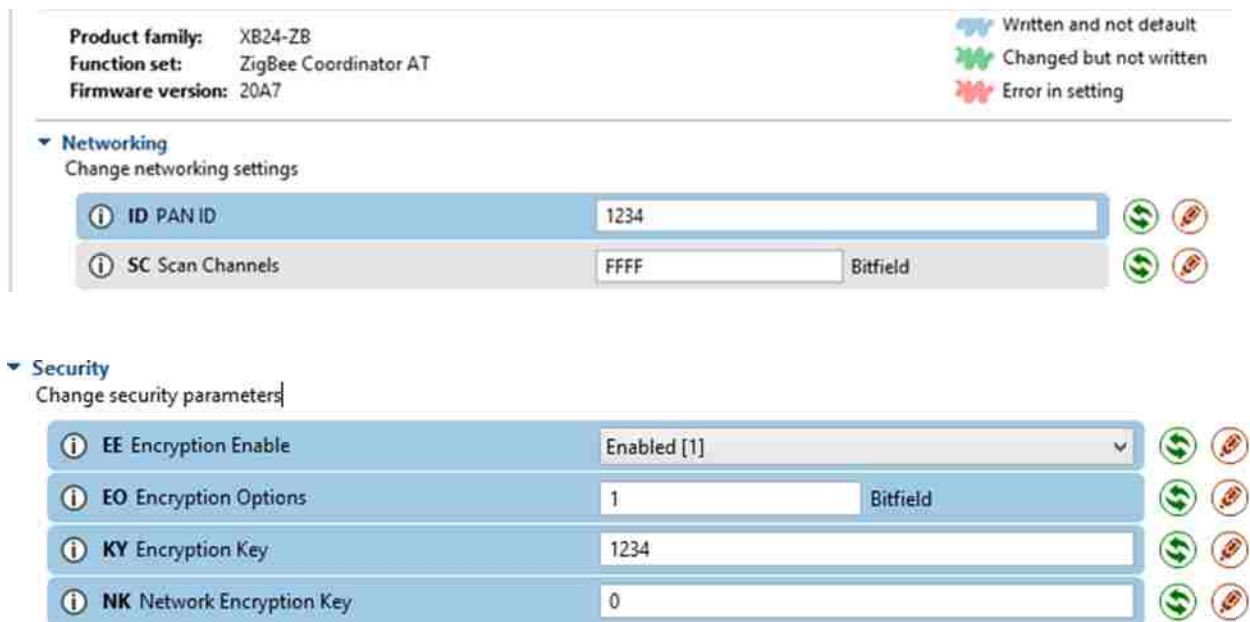 Product family: XB24-ZB
Written and not default
Function set: ZigBee Coordinator AT
Changed but not written
Firmware version: 20A7
Error in setting
Networking
Change networking settings
ID PAN ID 1234
SC Scan Channels FFFF Bitfield
Security
Change security parameters
EE Encryption Enable Enabled [1]
EO Encryption Options 1 Bitfield
KY Encryption Key 1234
NK Network Encryption Key 0